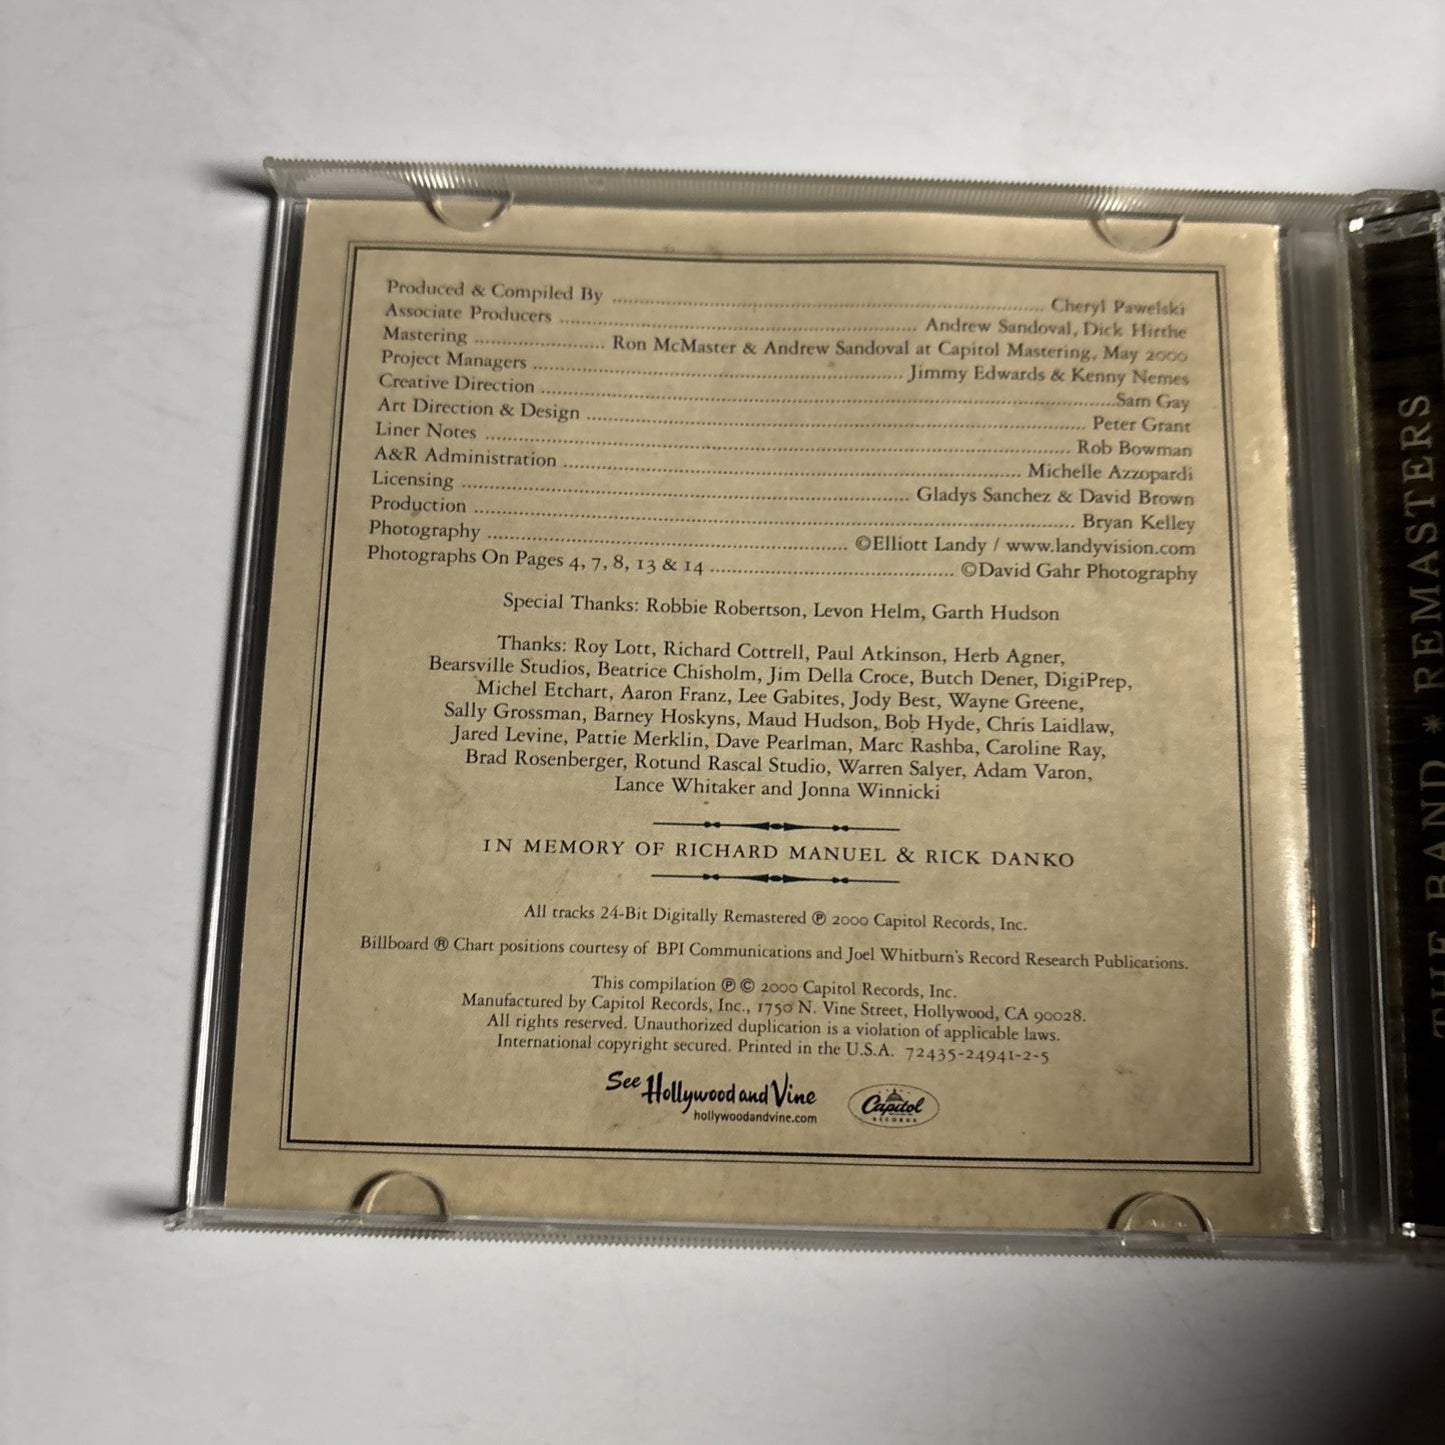 Produced & Compiled By ........ Cheryl Pawelski
Associate Producers ........ Andrew Sandoval, Dick Hirthe
Mastering ........ Ron McMaster & Andrew Sandoval at Capitol Mastering, May 2000
Project Managers ........ Jimmy Edwards & Kenny Nemes
Creative Direction ........ Sam Gay
Art Direction & Design ........ Peter Grant
Liner Notes ........ Rob Bowman
A&R Administration ........ Michelle Azzopardi
Licensing ........ Gladys Sanchez & David Brown
Production ........ Bryan Kelley
Photography ........ ©Elliott Landy / www.landyvision.com
Photographs On Pages 4, 7, 8, 13 & 14 ........ ©David Gahr Photography
Special Thanks: Robbie Robertson, Levon Helm, Garth Hudson
Thanks: Roy Lott, Richard Cottrell, Paul Atkinson, Herb Agner,
Bearsville Studios, Beatrice Chisholm, Jim Della Croce, Butch Dener, DigiPrep,
Michel Etchart, Aaron Franz, Lee Gabites, Jody Best, Wayne Greene,
Sally Grossman, Barney Hoskyns, Maud Hudson, Bob Hyde, Chris Laidlaw,
Jared Levine, Pattie Merklin, Dave Pearlman, Marc Rashba, Caroline Ray,
Brad Rosenberger, Rotund Rascal Studio, Warren Salyer, Adam Varon,
Lance Whitaker and Jonna Winnicki
IN MEMORY OF RICHARD MANUEL & RICK DANKO
All tracks 24-Bit Digitally Remastered ℗ 2000 Capitol Records, Inc.
Billboard ® Chart positions courtesy of BPI Communications and Joel Whitburn's Record Research Publications.
This compilation ℗ © 2000 Capitol Records, Inc.
Manufactured by Capitol Records, Inc., 1750 N. Vine Street, Hollywood, CA 90028.
All rights reserved. Unauthorized duplication is a violation of applicable laws.
International copyright secured. Printed in the U.S.A. 72435-24941-2-5
See Hollywood and Vine
hollywoodandvine.com
Capitol
RECORDS
THE BAND * REMASTERS